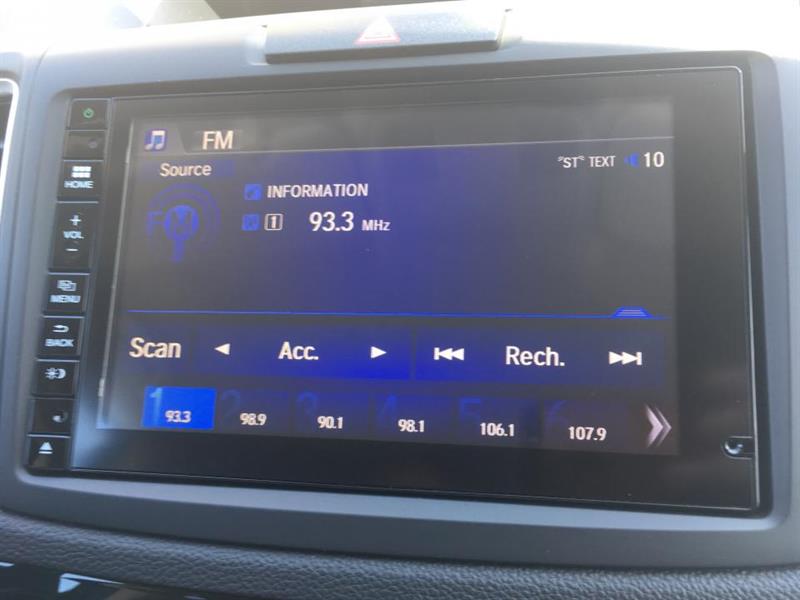 FM
Source
"ST" TEXT 10
INFORMATION
1 93.3 MHz
HOME
+
VOL
−
MENU
BACK
Scan Acc. Rech.
1 2 3 4 5 6
93.3 98.9 90.1 98.1 106.1 107.9